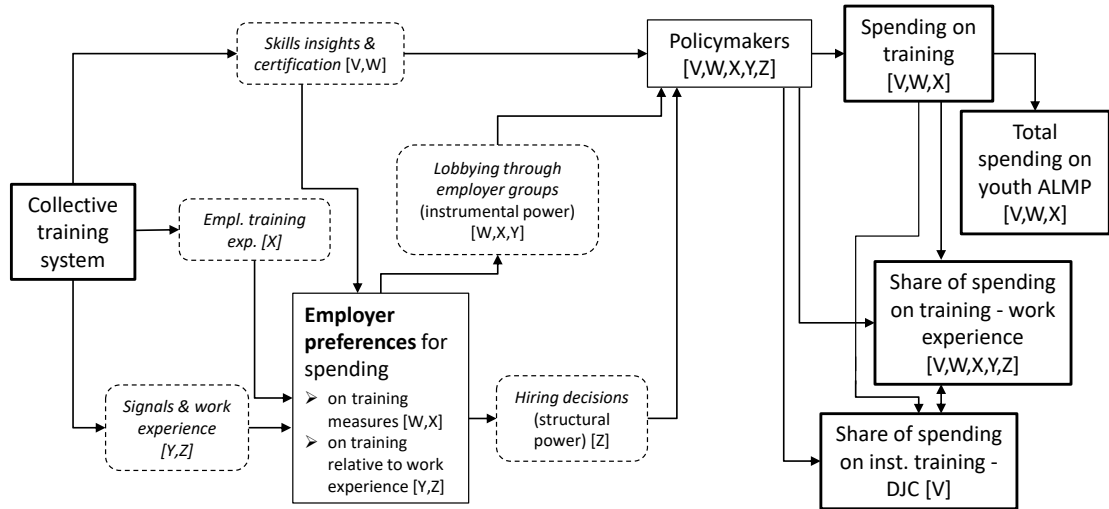 Skills insights &
certification [V,W]
Policymakers
[V,W,X,Y,Z]
Spending on
training
[V,W,X]
Total
spending on
youth ALMP
[V,W,X]
Lobbying through
employer groups
(instrumental power)
[W,X,Y]
Collective
training
system
Empl. training
exp. [X]
Share of spending
on training - work
experience
[V,W,X,Y,Z]
Employer
preferences for
spending
➢ on training
measures [W,X]
➢ on training
relative to work
experience [Y,Z]
Signals & work
experience
[Y,Z]
Hiring decisions
(structural
power) [Z]
Share of spending
on inst. training -
DJC [V]